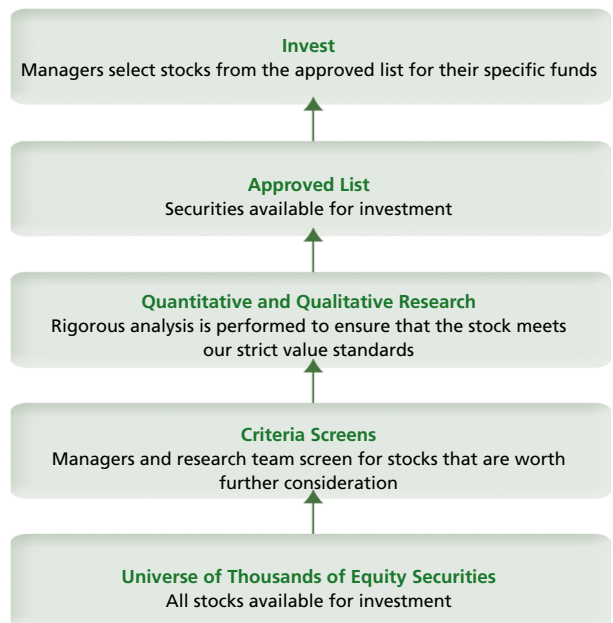 Invest
Managers select stocks from the approved list for their specific funds
Approved List
Securities available for investment
Quantitative and Qualitative Research
Rigorous analysis is performed to ensure that the stock meets
our strict value standards
Criteria Screens
Managers and research team screen for stocks that are worth
further consideration
Universe of Thousands of Equity Securities
All stocks available for investment